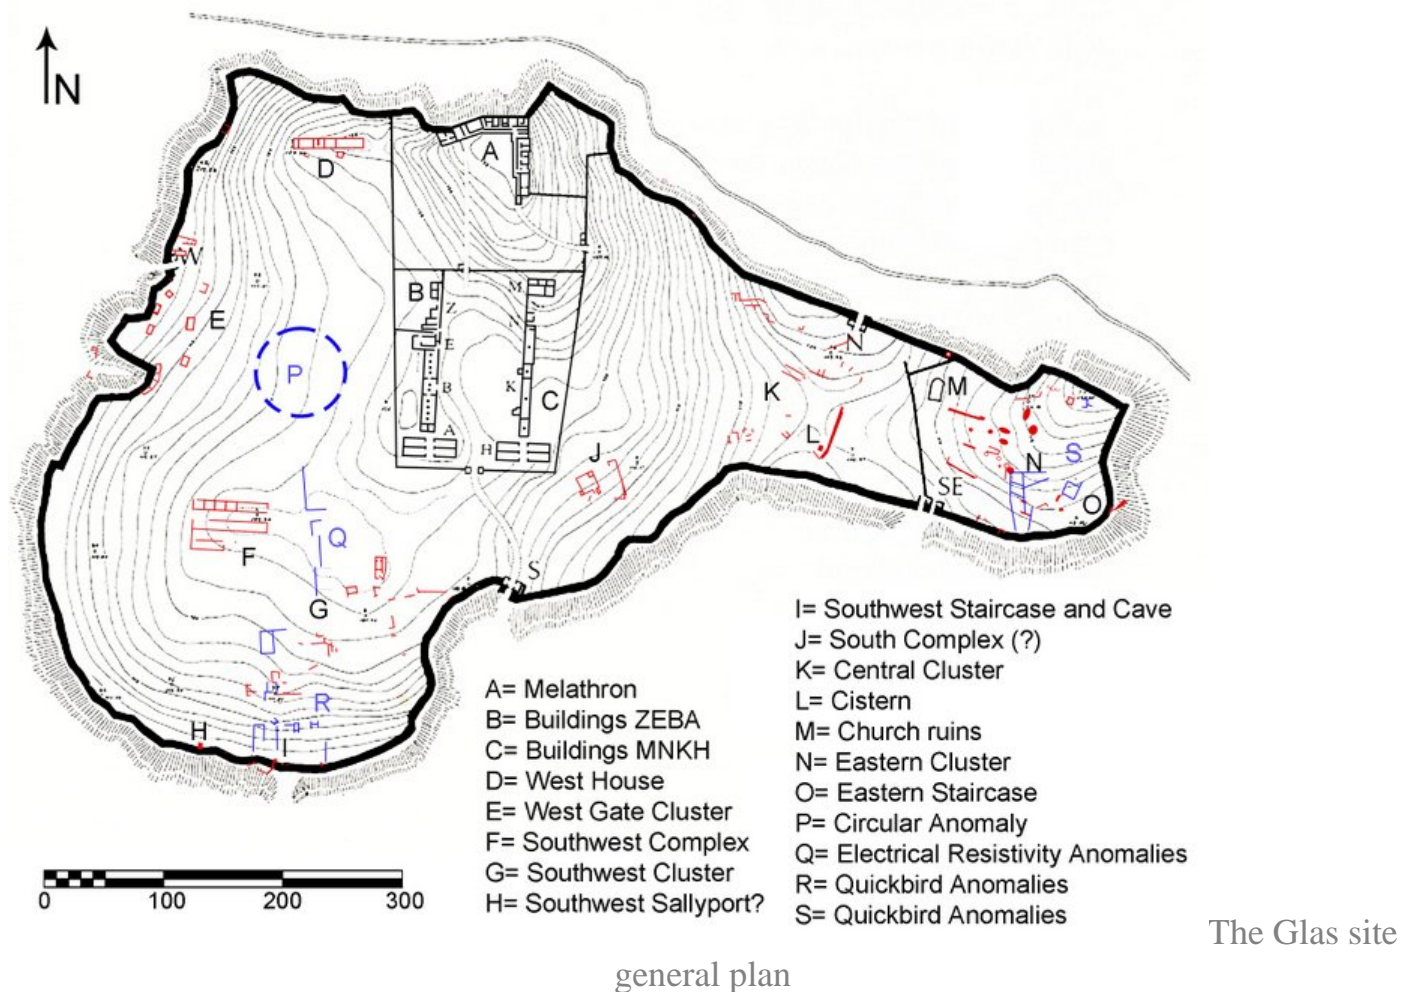 N
A
D
W
B
M
Z
E
N
P
E
N
B
K
C
K
M
A
H
L
J
N
S
SE
O
F
Q
S
G
R
H
I
I= Southwest Staircase and Cave
J= South Complex (?)
K= Central Cluster
L= Cistern
M= Church ruins
N= Eastern Cluster
O= Eastern Staircase
P= Circular Anomaly
Q= Electrical Resistivity Anomalies
R= Quickbird Anomalies
S= Quickbird Anomalies
A= Melathron
B= Buildings ZEBA
C= Buildings MNKH
D= West House
E= West Gate Cluster
F= Southwest Complex
G= Southwest Cluster
H= Southwest Sallyport?
0 100 200 300
The Glas site
general plan